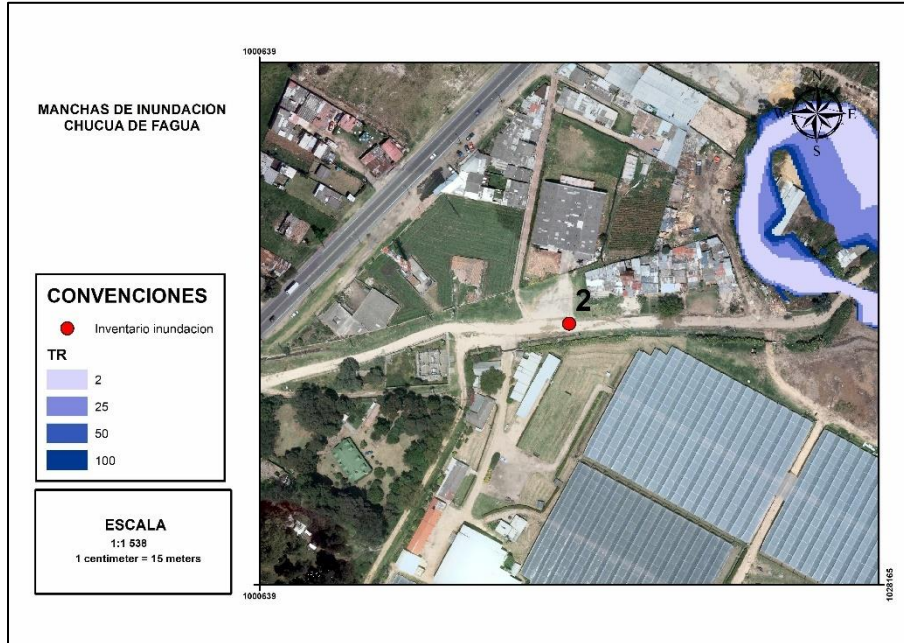 MANCHAS DE INUNDACION
CHUCUA DE FAGUA
CONVENCIONES
Inventario inundacion
TR
2
25
50
100
ESCALA
1:1 538
1 centimeter = 15 meters
1000639
N
W
E
S
2
1000639
1028165